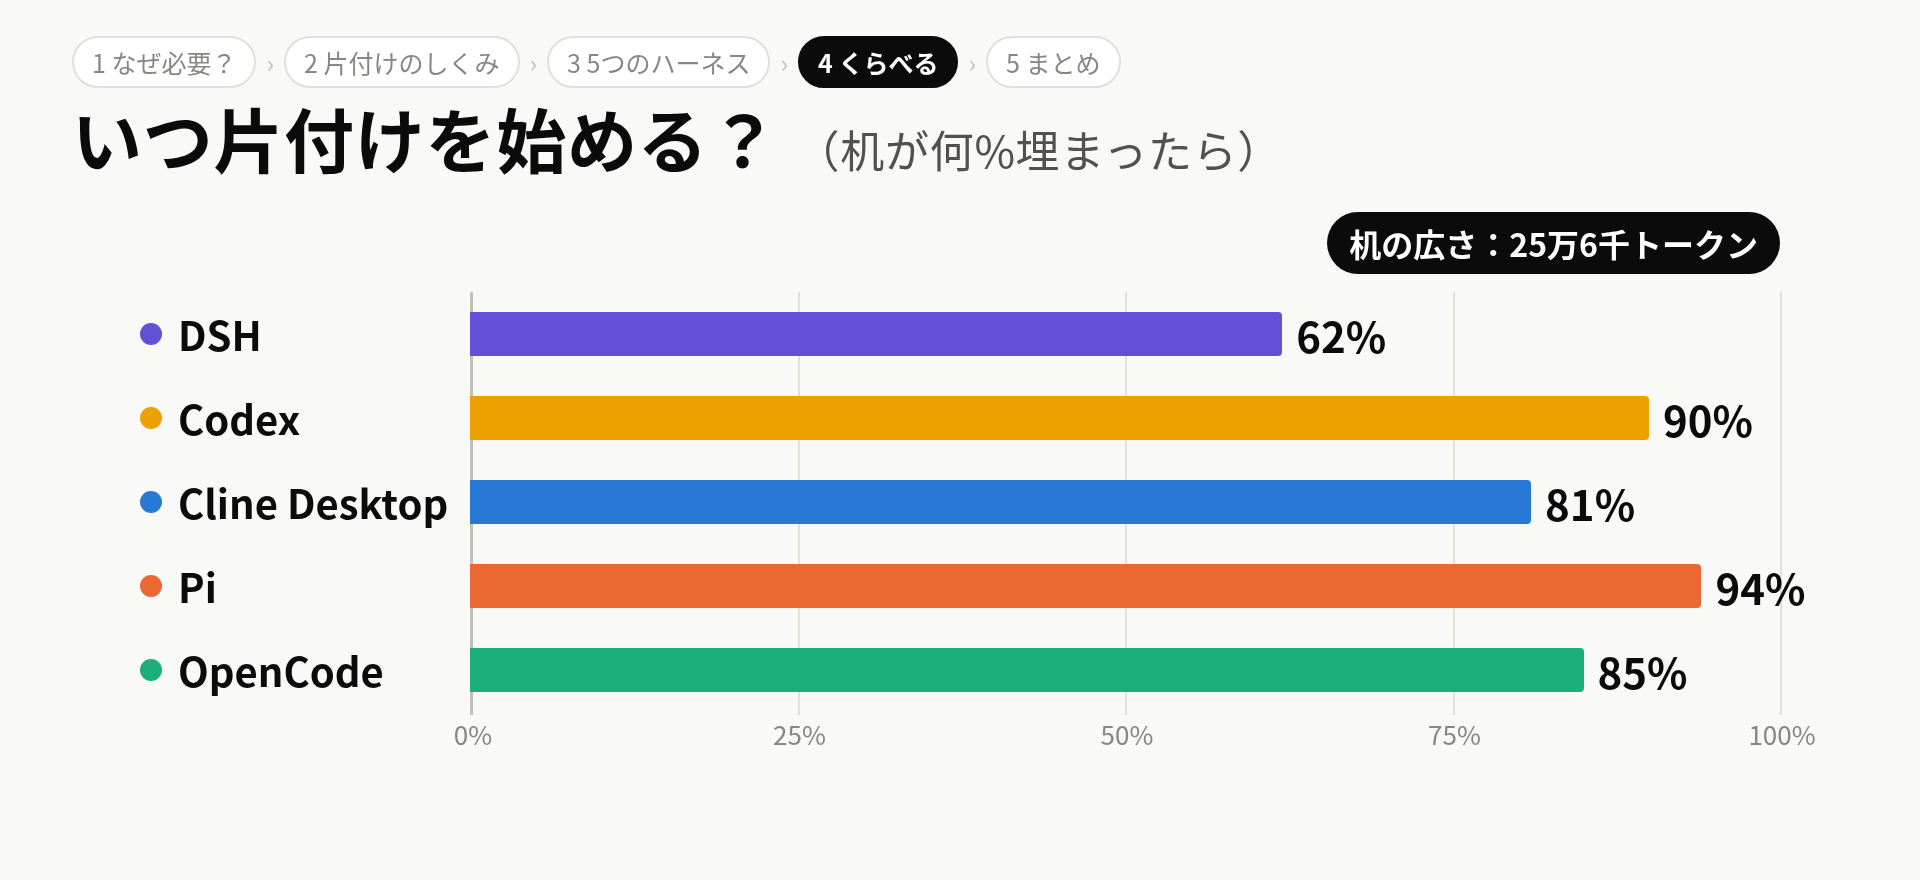 1 なぜ必要？ › 2 片付けのしくみ › 3 5つのハーネス › 4 くらべる › 5 まとめ
いつ片付けを始める？ （机が何%埋まったら）
机の広さ：25万6千トークン
DSH 62%
Codex 90%
Cline Desktop 81%
Pi 94%
OpenCode 85%
0% 25% 50% 75% 100%